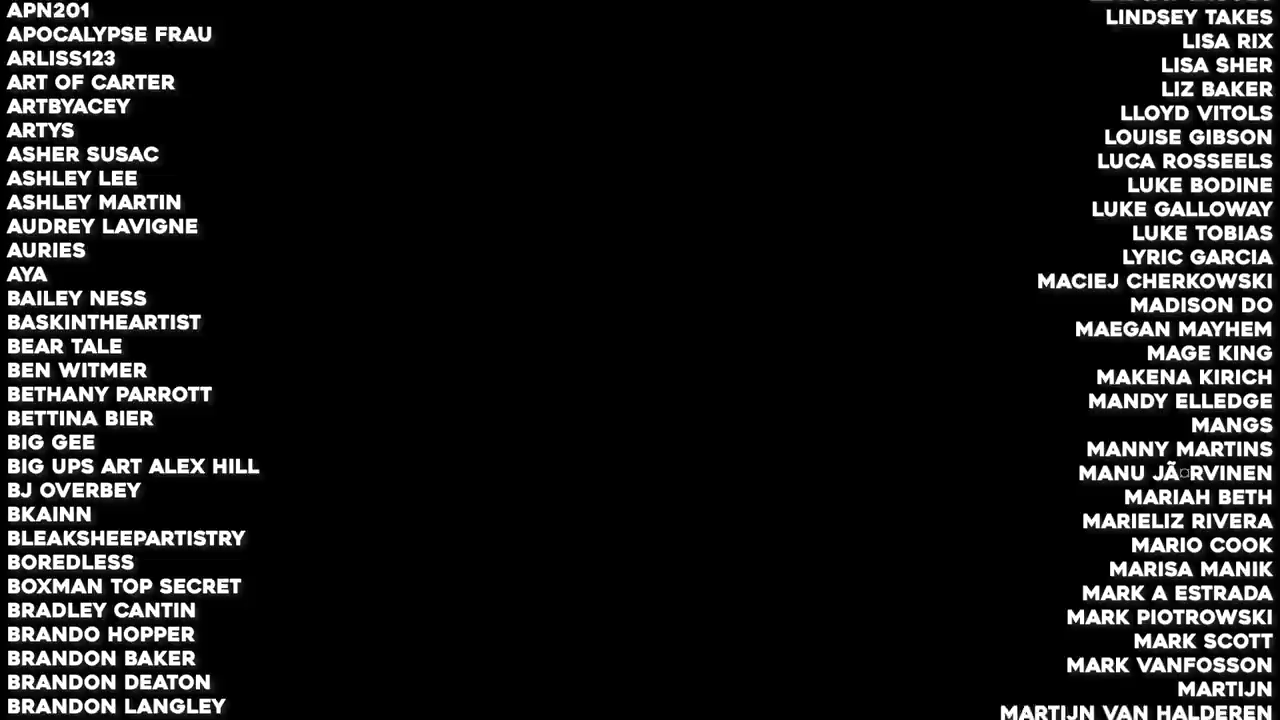 APN201
APOCALYPSE FRAU
ARLISS123
ART OF CARTER
ARTBYACEY
ARTYS
ASHER SUSAC
ASHLEY LEE
ASHLEY MARTIN
AUDREY LAVIGNE
AURIES
AYA
BAILEY NESS
BASKINTHEARTIST
BEAR TALE
BEN WITMER
BETHANY PARROTT
BETTINA BIER
BIG GEE
BIG UPS ART ALEX HILL
BJ OVERBEY
BKAINN
BLEAKSHEEPARTISTRY
BOREDLESS
BOXMAN TOP SECRET
BRADLEY CANTIN
BRANDO HOPPER
BRANDON BAKER
BRANDON DEATON
BRANDON LANGLEY
LINDSEY TAKES
LISA RIX
LISA SHER
LIZ BAKER
LLOYD VITOLS
LOUISE GIBSON
LUCA ROSSEELS
LUKE BODINE
LUKE GALLOWAY
LUKE TOBIAS
LYRIC GARCIA
MACIEJ CHERKOWSKI
MADISON DO
MAEGAN MAYHEM
MAGE KING
MAKENA KIRICH
MANDY ELLEDGE
MANGS
MANNY MARTINS
MANU JÃ¤RVINEN
MARIAH BETH
MARIELIZ RIVERA
MARIO COOK
MARISA MANIK
MARK A ESTRADA
MARK PIOTROWSKI
MARK SCOTT
MARK VANFOSSON
MARTIJN
MARTIJN VAN HALDEREN